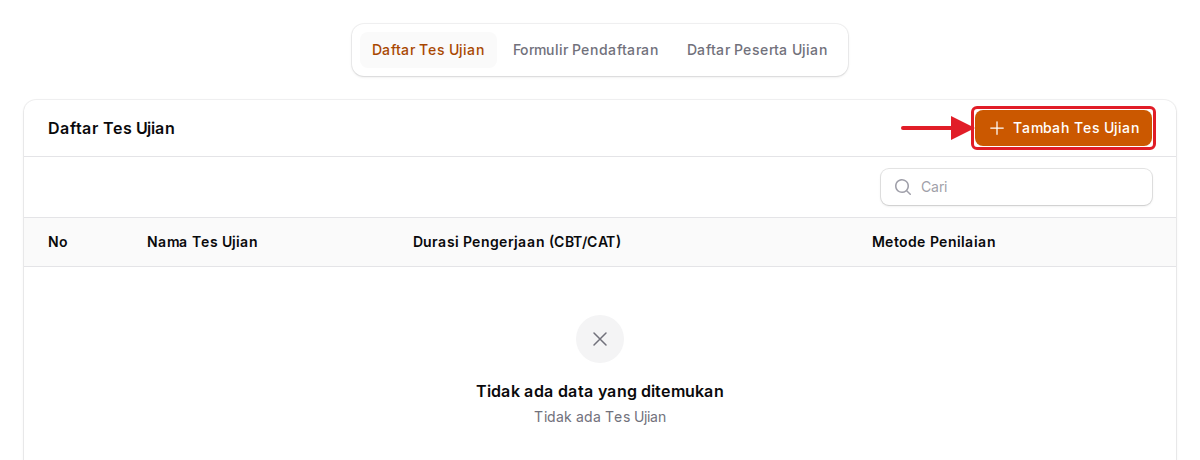 Daftar Tes Ujian Formulir Pendaftaran Daftar Peserta Ujian
Daftar Tes Ujian Tambah Tes Ujian
Cari
No Nama Tes Ujian Durasi Pengerjaan (CBT/CAT) Metode Penilaian
Tidak ada data yang ditemukan
Tidak ada Tes Ujian